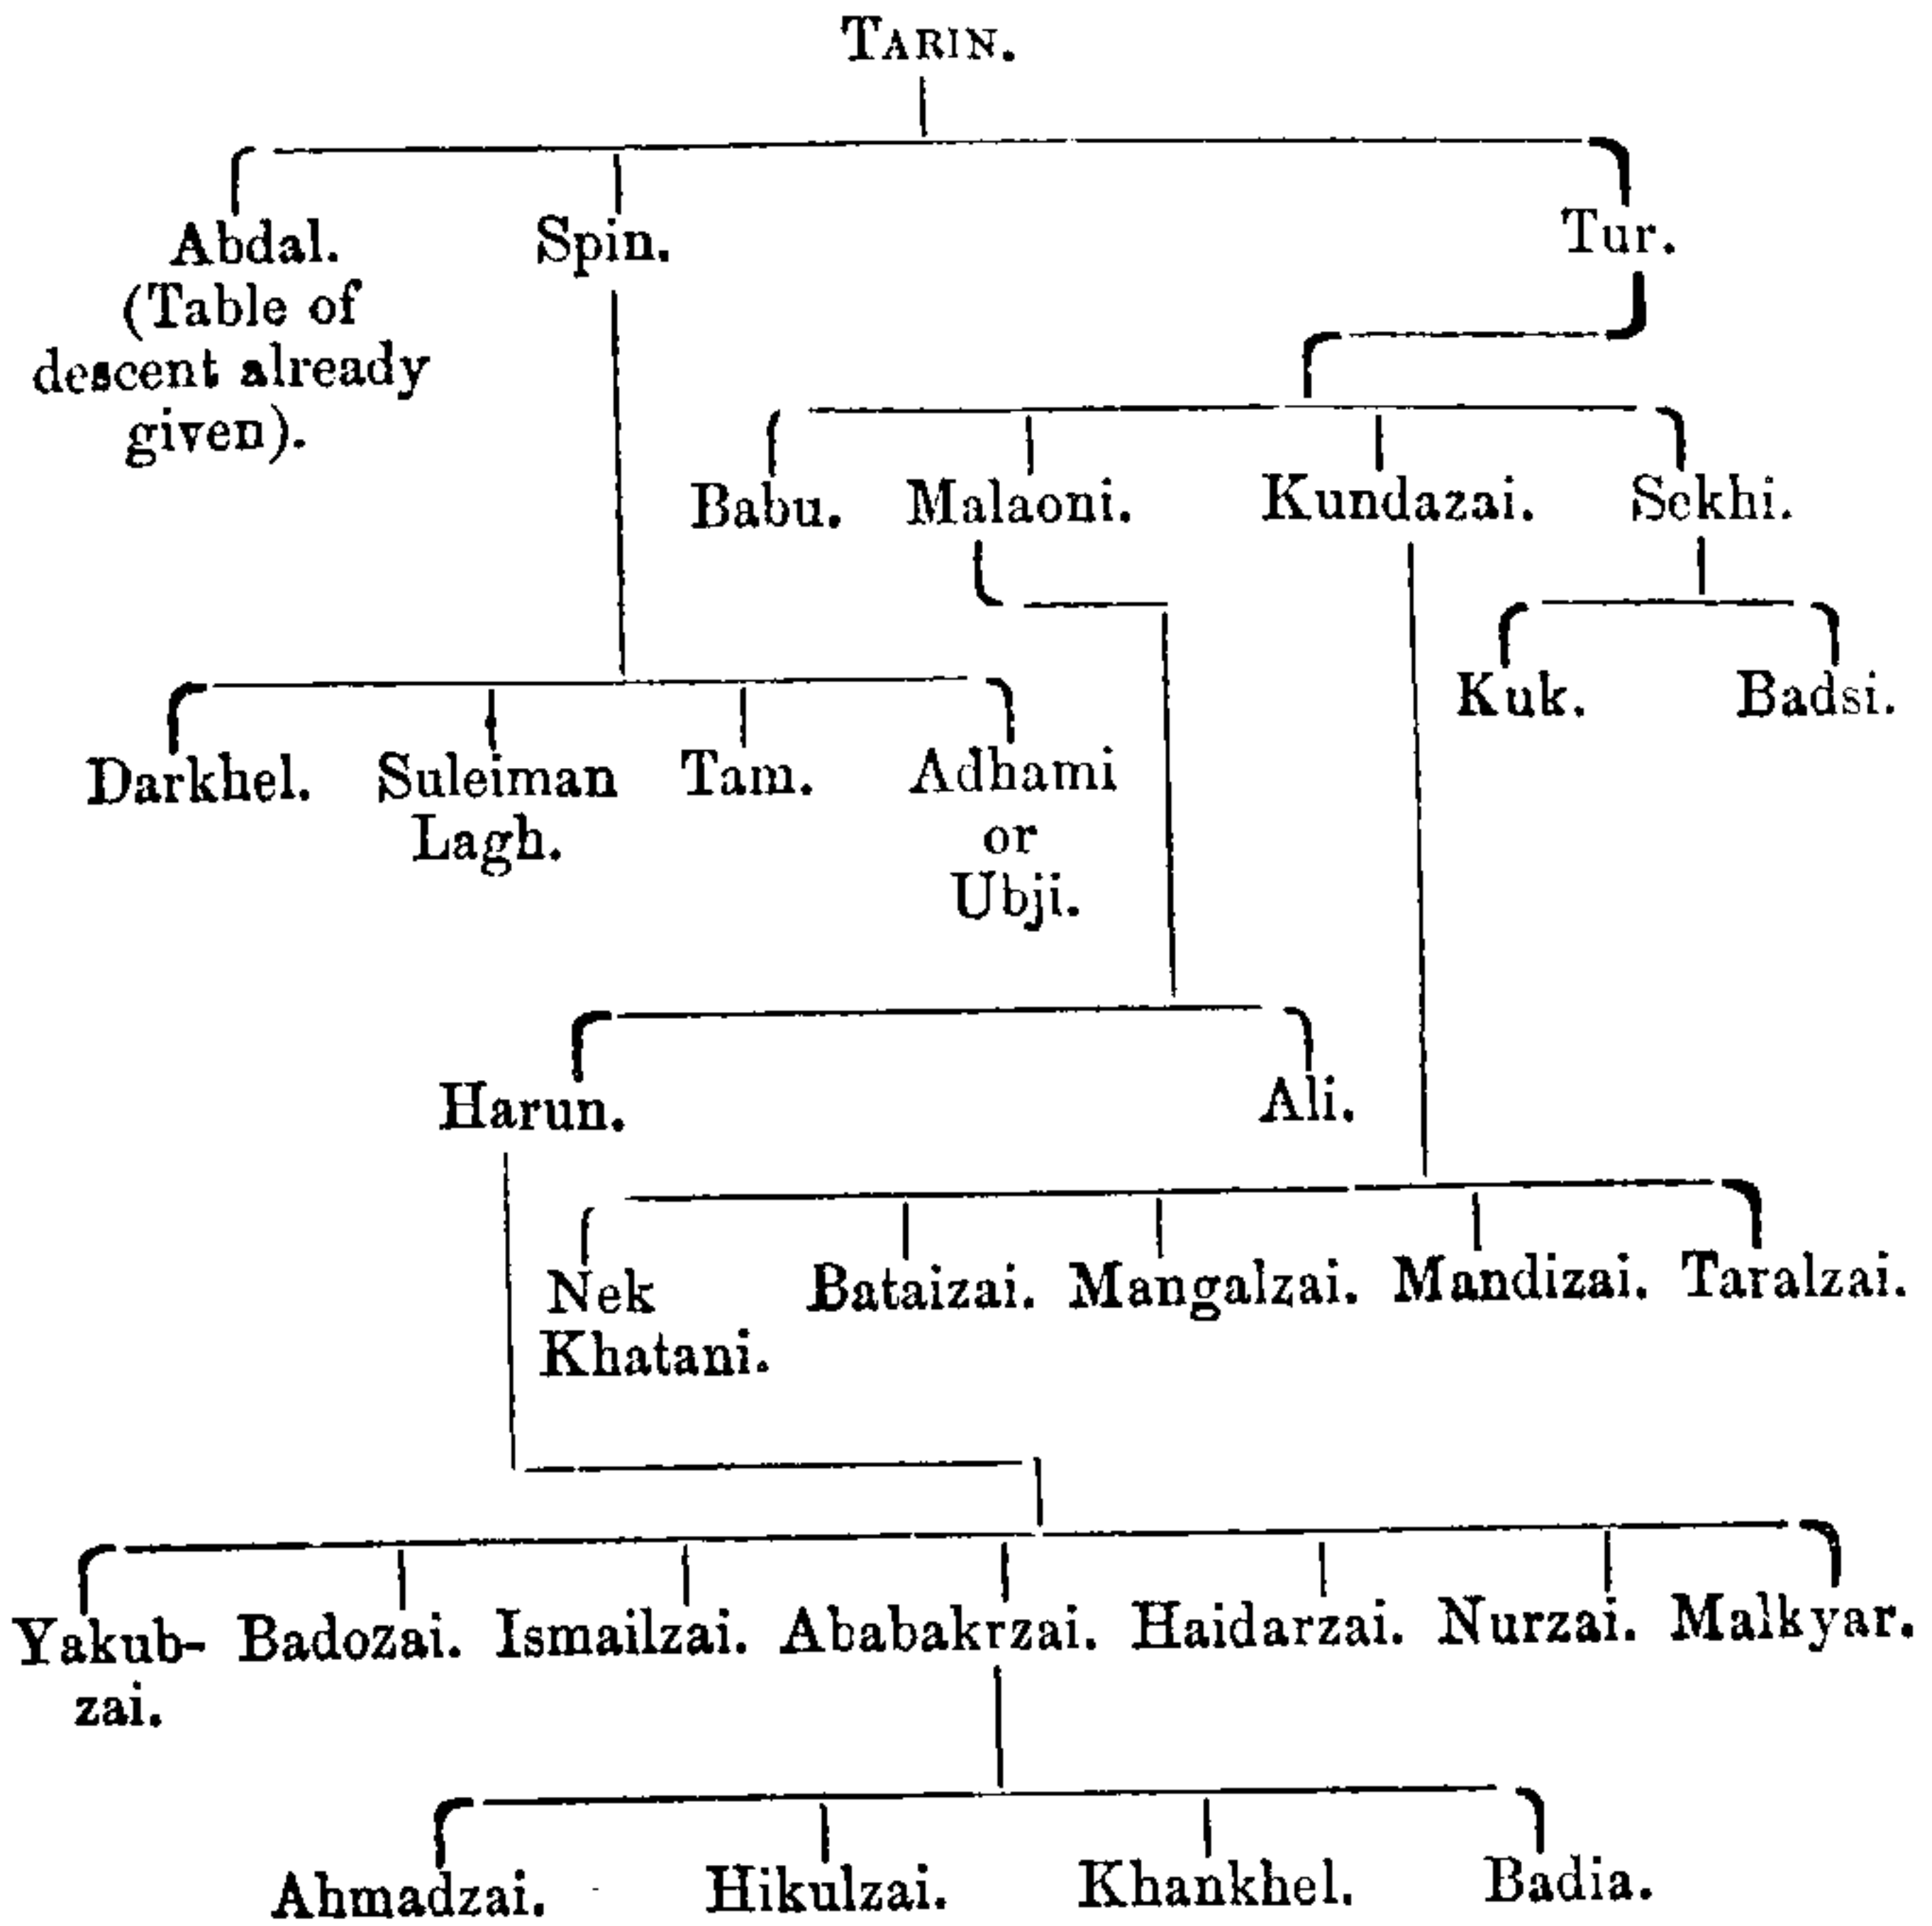 TARIN.
Abdal. Spin. Tur.
(Table of
descent already
given).
Babu. Malaoni. Kundazai. Sekhi.
Kuk. Badsi.
Darkhel. Suleiman Tam. Adhami
Lagh. or
Ubji.
Harun. Ali.
Nek Bataizai. Mangalzai. Mandizai. Taralzai.
Khatani.
Yakub- Badozai. Ismailzai. Ababakrzai. Haidarzai. Nurzai. Malkyar.
zai.
Ahmadzai. Hikulzai. Khankhel. Badia.